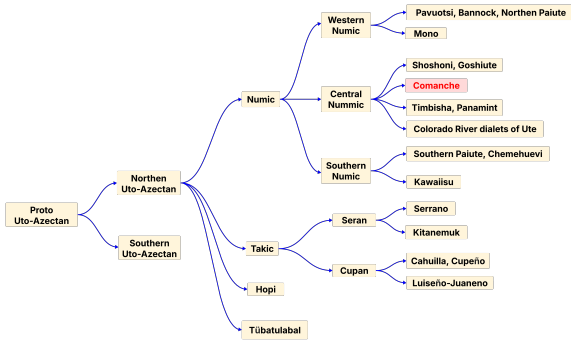 Proto
Uto-Azectan
Northen
Uto-Azectan
Southern
Uto-Azectan
Numic
Takic
Hopi
Tübatulabal
Western
Numic
Central
Nummic
Southern
Numic
Seran
Cupan
Pavuotsi, Bannock, Northen Paiute
Mono
Shoshoni, Goshiute
Comanche
Timbisha, Panamint
Colorado River dialets of Ute
Southern Paiute, Chemehuevi
Kawaiisu
Serrano
Kitanemuk
Cahuilla, Cupeño
Luiseño-Juaneno